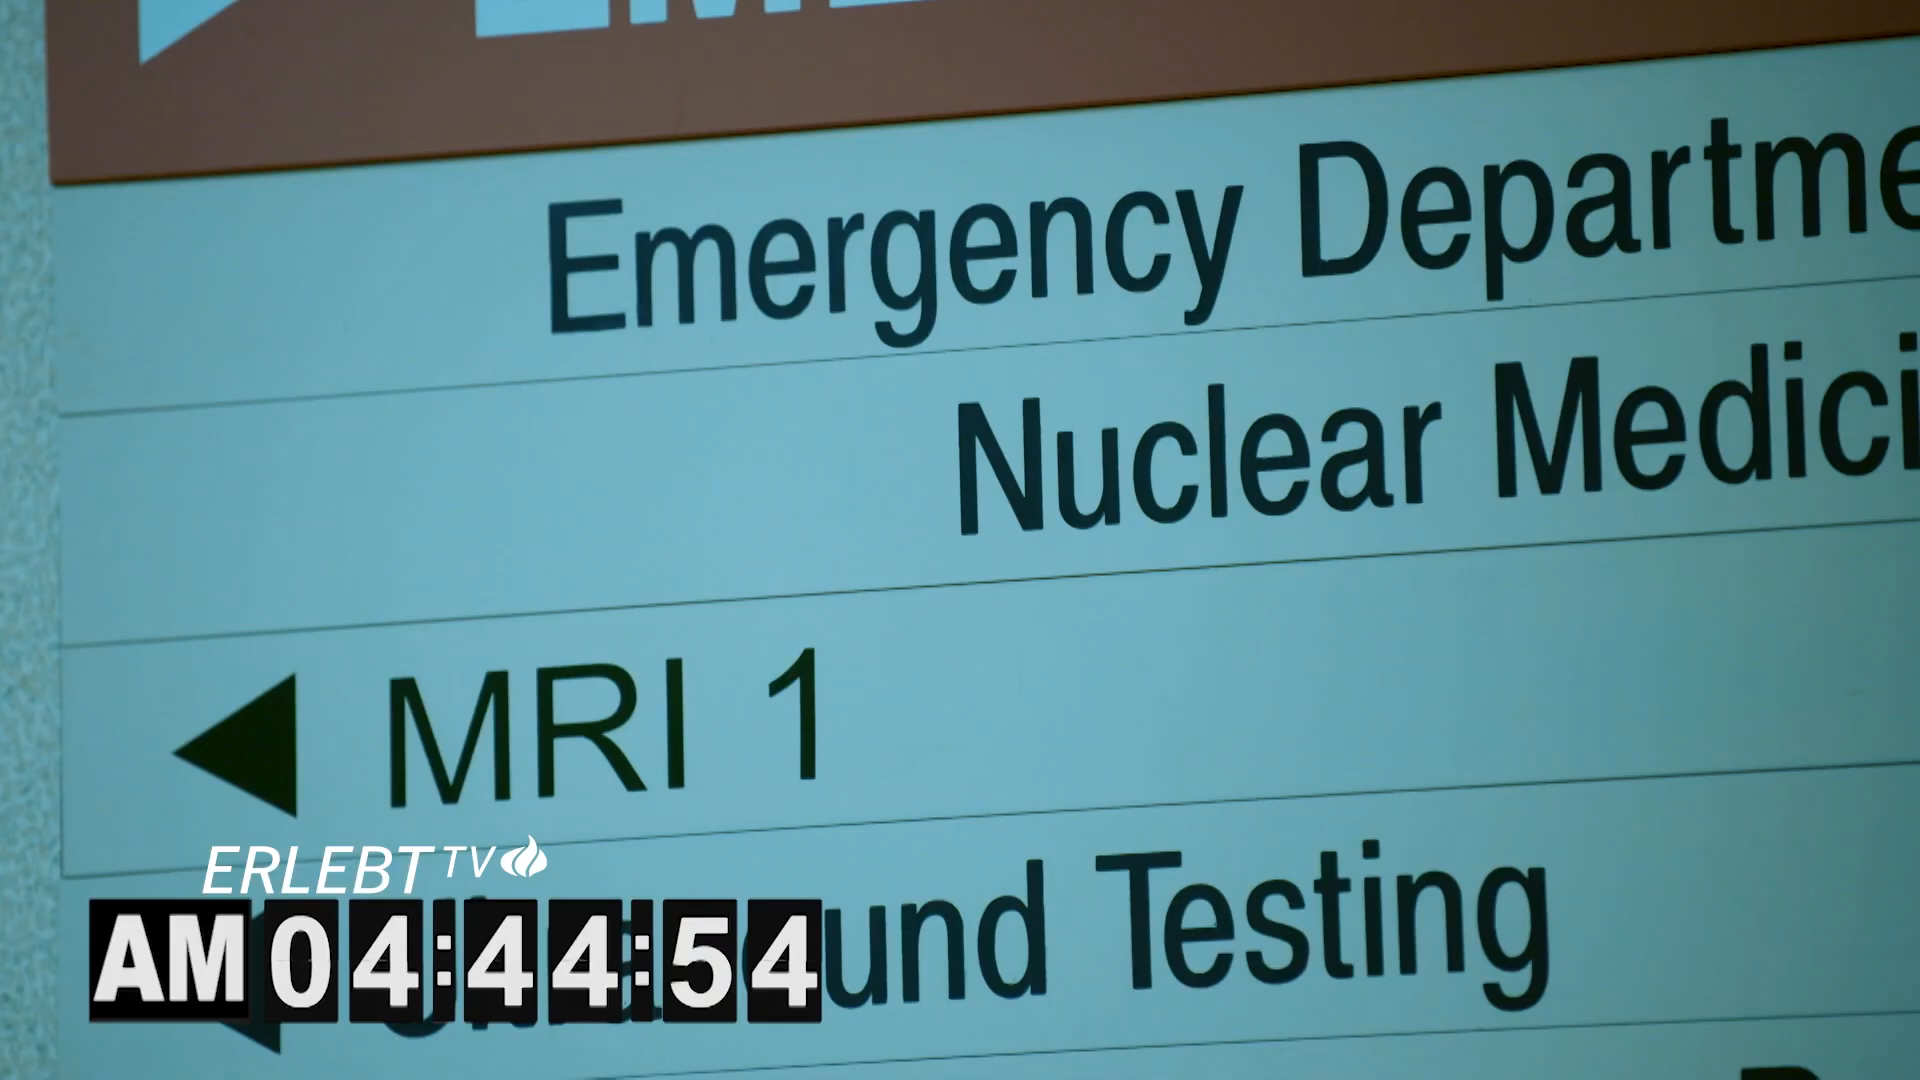 Emergency Departme
Nuclear Medici
MRI 1
und Testing
ERLEBT TV
AM 04:44:54